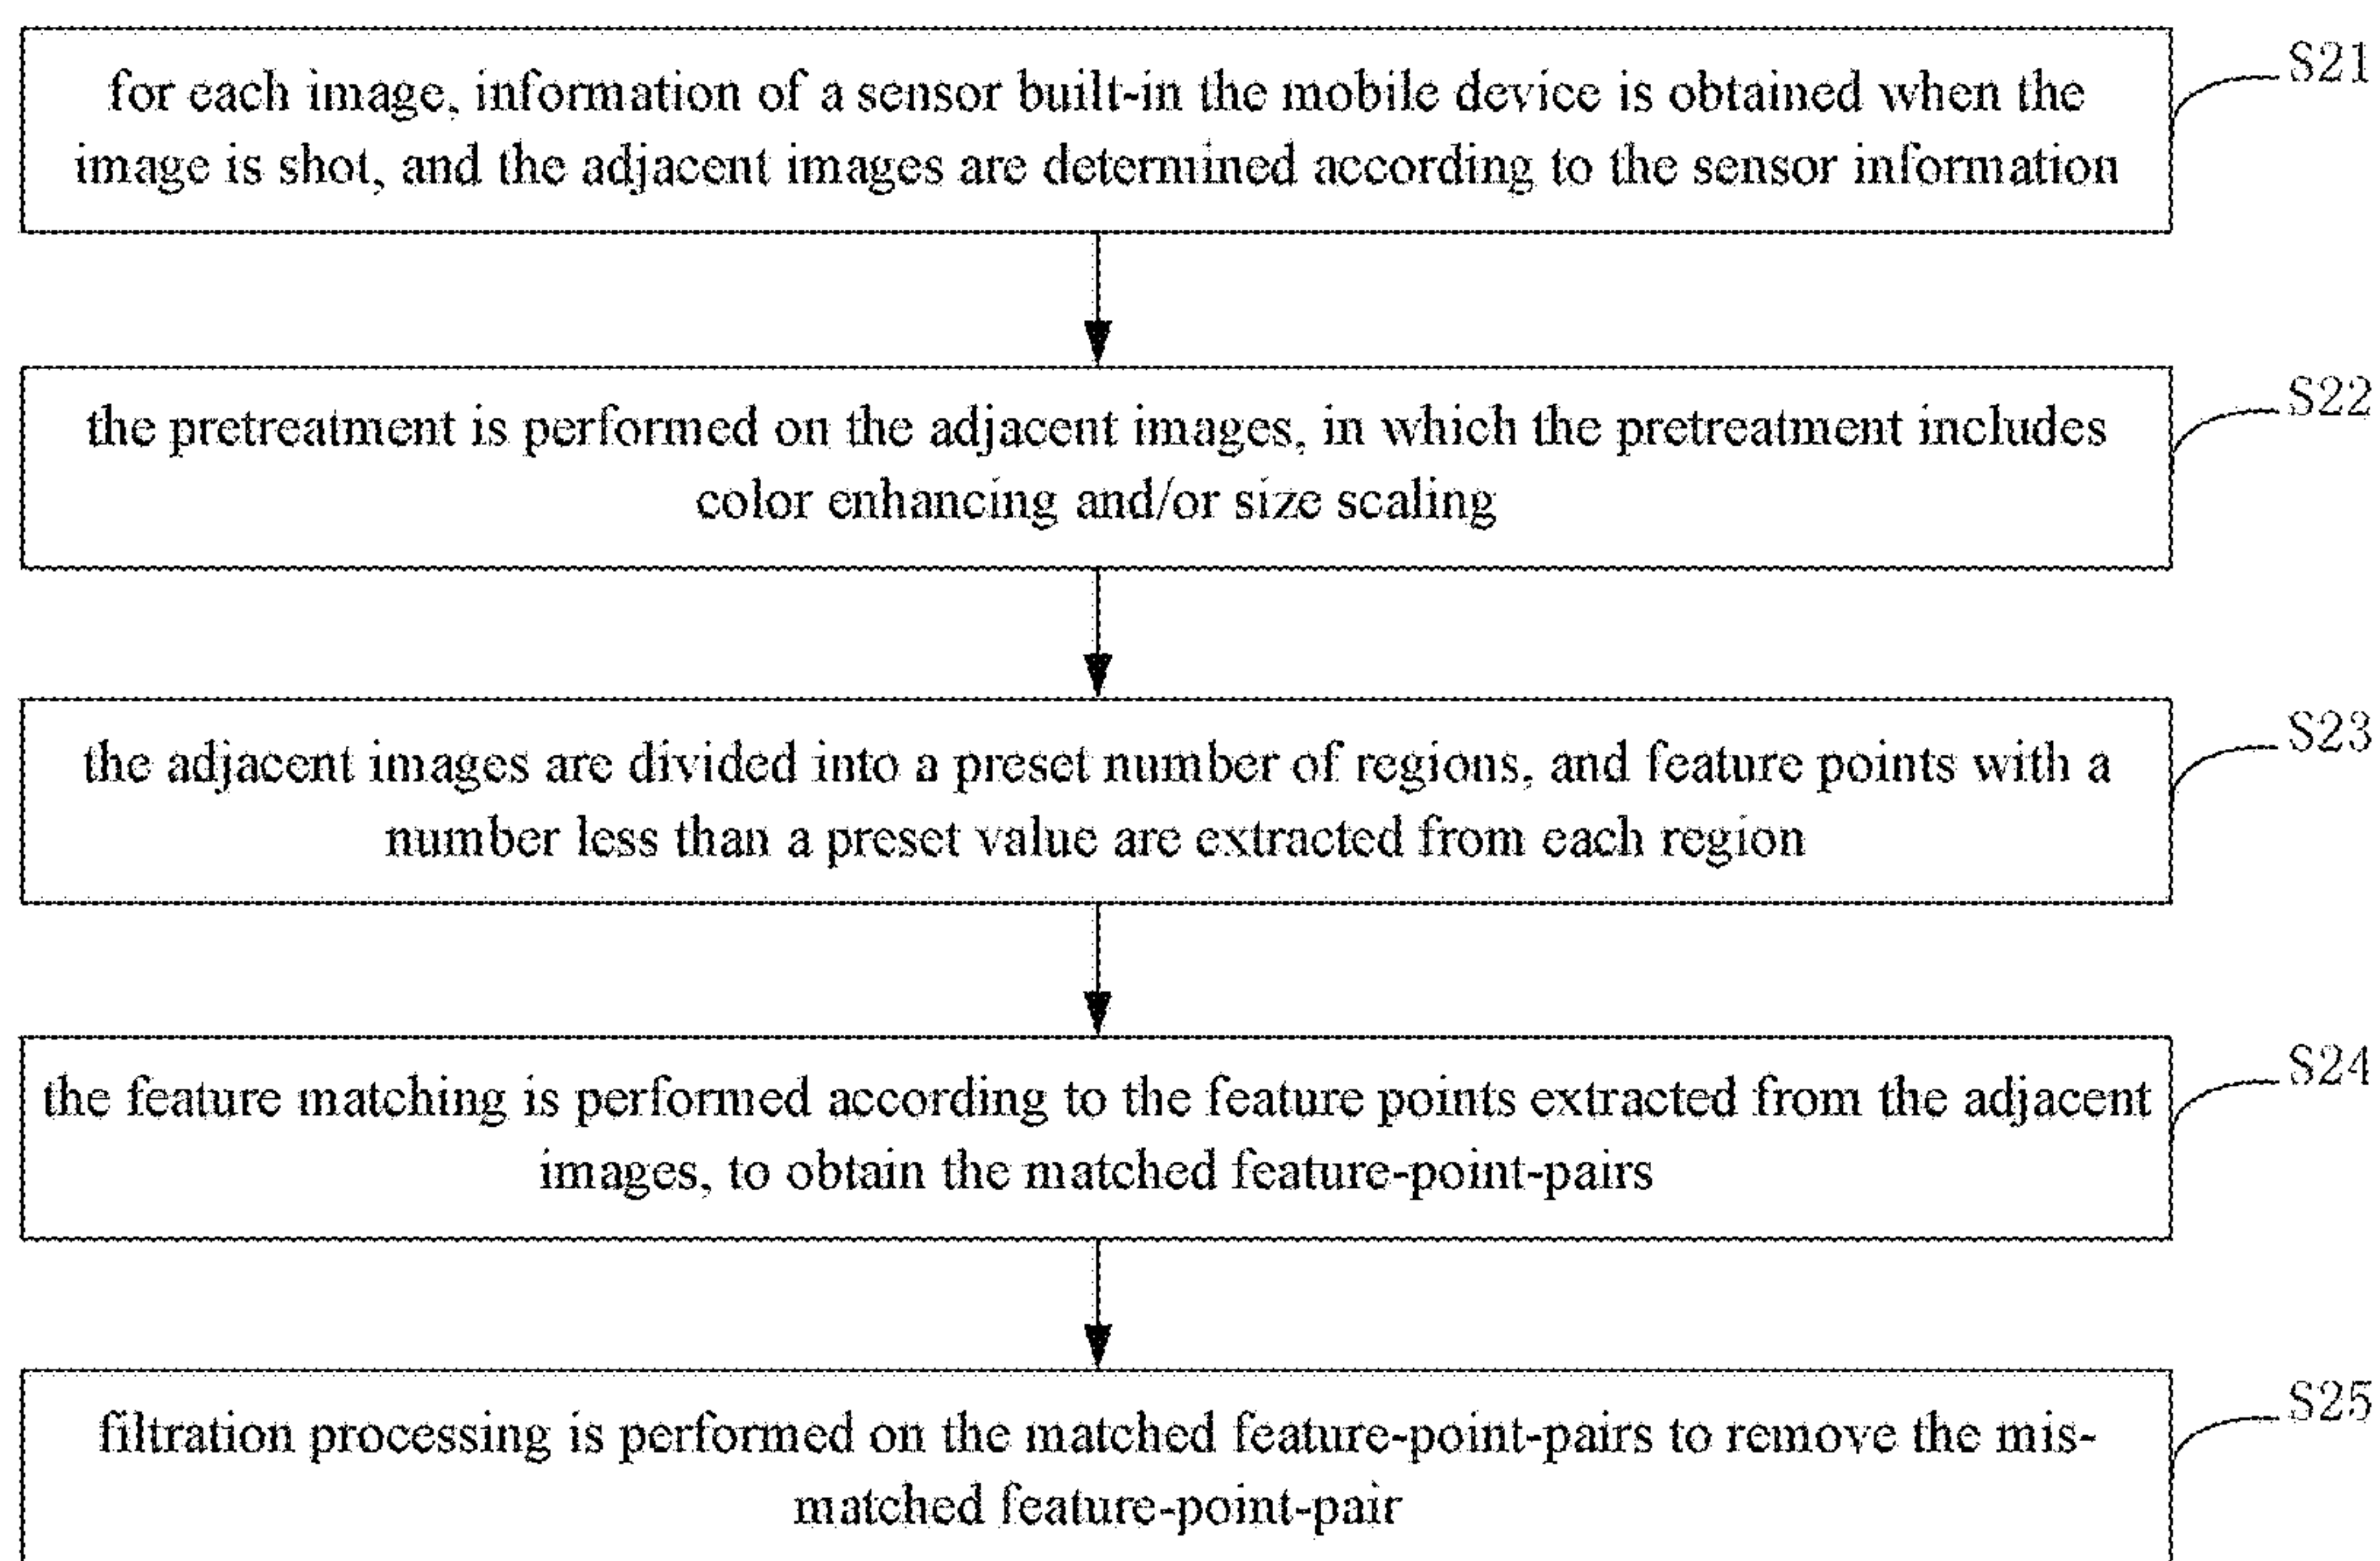 for each image, information of a sensor built-in the mobile device is obtained when the
image is shot, and the adjacent images are determined according to the sensor information
S21
the pretreatment is performed on the adjacent images, in which the pretreatment includes
color enhancing and/or size scaling
S22
the adjacent images are divided into a preset number of regions, and feature points with a
number less than a preset value are extracted from each region
S23
the feature matching is performed according to the feature points extracted from the adjacent
images, to obtain the matched feature-point-pairs
S24
filtration processing is performed on the matched feature-point-pairs to remove the mis-
matched feature-point-pair
S25